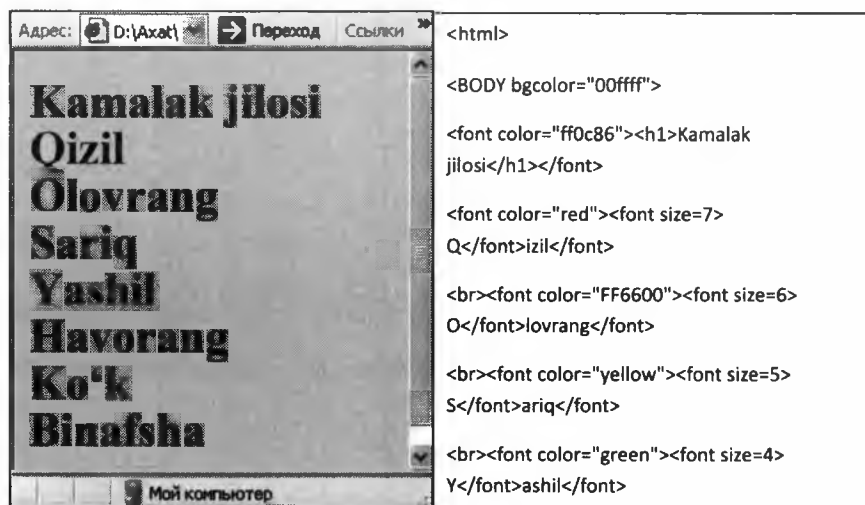 Адрес: D:\Axat\ Переход Ссылки »
Kamalak jilosi
Qizil
Olovrang
Sariq
Yashil
Havorang
Ko‘k
Binafsha
Мой компьютер
<html>
<BODY bgcolor="00ffff">
<font color="ff0c86"><h1>Kamalak
jilosi</h1></font>
<font color="red"><font size=7>
Q</font>izil</font>
<br><font color="FF6600"><font size=6>
O</font>lovrang</font>
<br><font color="yellow"><font size=5>
S</font>ariq</font>
<br><font color="green"><font size=4>
Y</font>ashil</font>